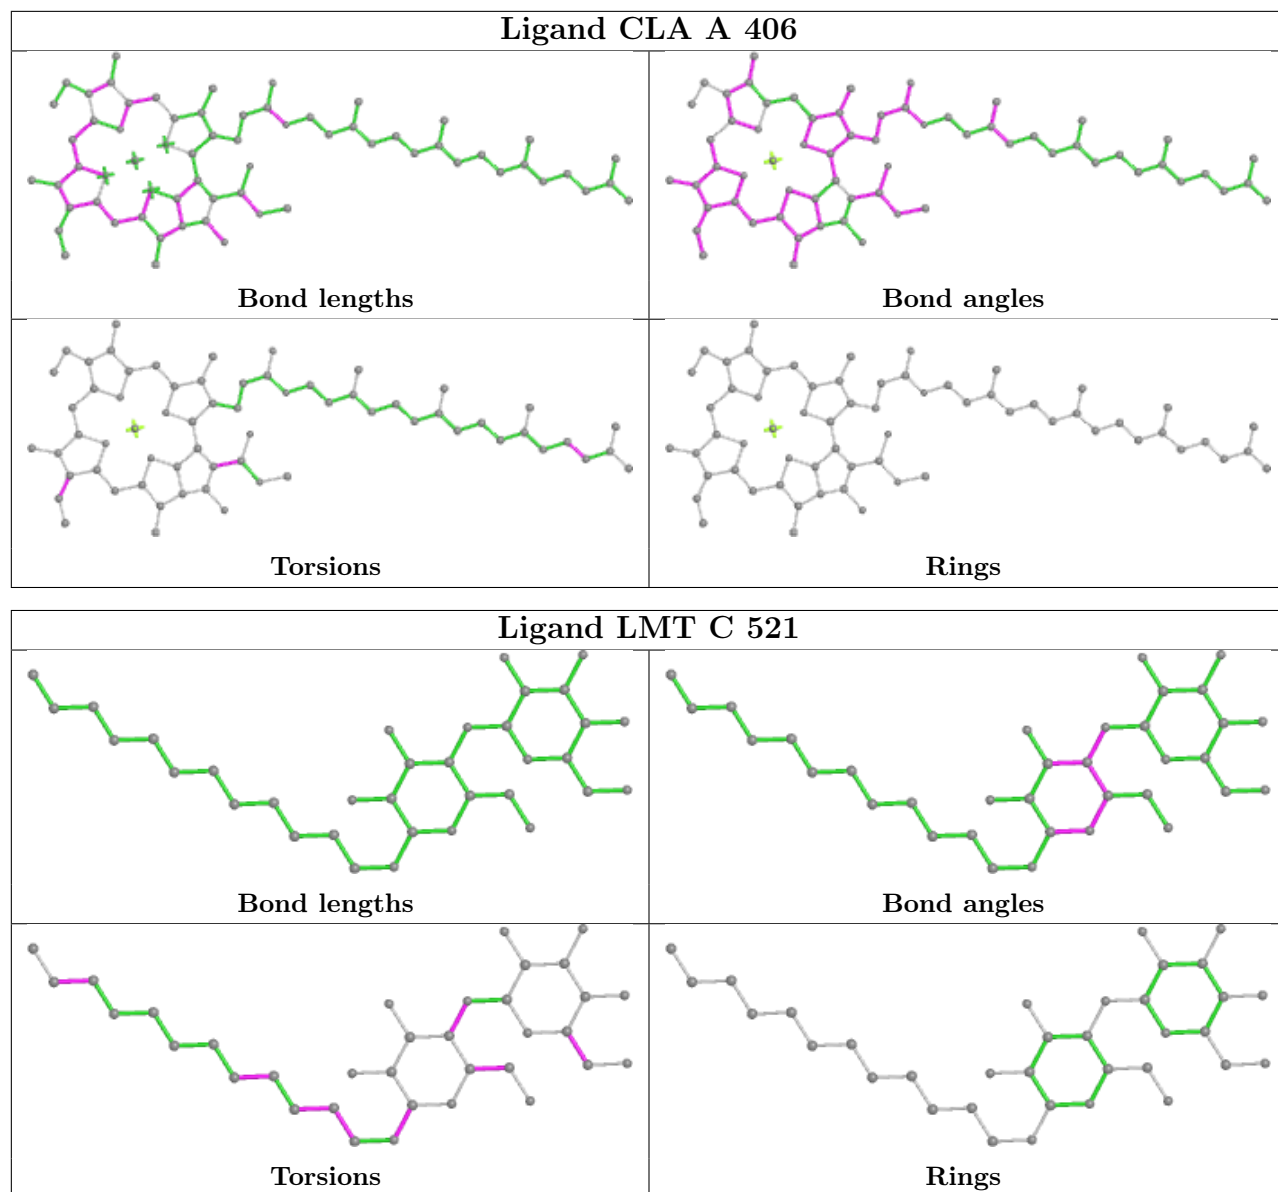 Ligand CLA A 406
Bond lengths
Bond angles
Torsions
Rings
Ligand LMT C 521
Bond lengths
Bond angles
Torsions
Rings